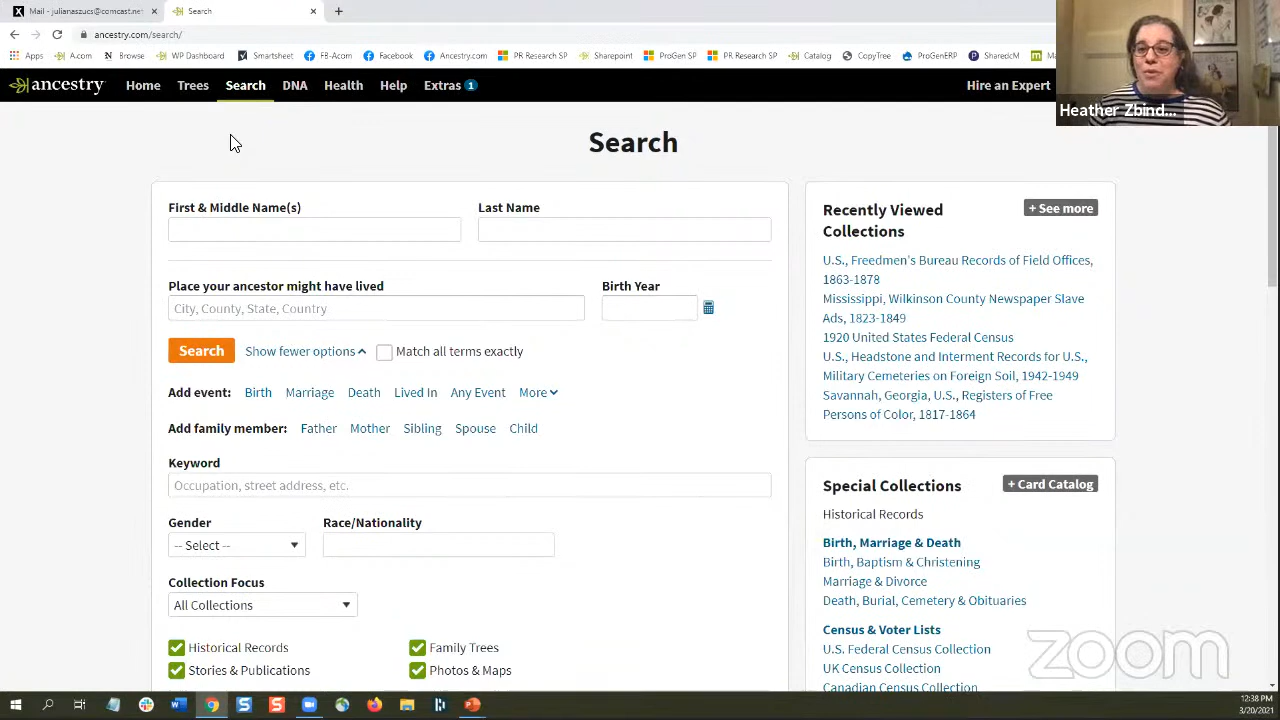 Mail - julianaszucs@comcast.net
Search
ancestry.com/search/
Apps
A.com
Browse
WP Dashboard
Smartsheet
FB-Acom
Facebook
Ancestry.com
PR Research SP
Sharepoint
ProGen SP
PR Research SP
Catalog
CopyTree
ProGenERP
SharedcM
ancestry
Home
Trees
Search
DNA
Health
Help
Extras 1
Hire an Expert
Heather Zbind...
Search
First & Middle Name(s)
Last Name
Place your ancestor might have lived
Birth Year
City, County, State, Country
Search
Show fewer options
Match all terms exactly
Add event: Birth Marriage Death Lived In Any Event More
Add family member: Father Mother Sibling Spouse Child
Keyword
Occupation, street address, etc.
Gender
Race/Nationality
-- Select --
Collection Focus
All Collections
Historical Records
Family Trees
Stories & Publications
Photos & Maps
Recently Viewed
Collections
+ See more
U.S., Freedmen's Bureau Records of Field Offices,
1863-1878
Mississippi, Wilkinson County Newspaper Slave
Ads, 1823-1849
1920 United States Federal Census
U.S., Headstone and Interment Records for U.S.,
Military Cemeteries on Foreign Soil, 1942-1949
Savannah, Georgia, U.S., Registers of Free
Persons of Color, 1817-1864
Special Collections
+ Card Catalog
Historical Records
Birth, Marriage & Death
Birth, Baptism & Christening
Marriage & Divorce
Death, Burial, Cemetery & Obituaries
Census & Voter Lists
U.S. Federal Census Collection
UK Census Collection
Canadian Census Collection
zoom
12:38 PM
3/20/2021